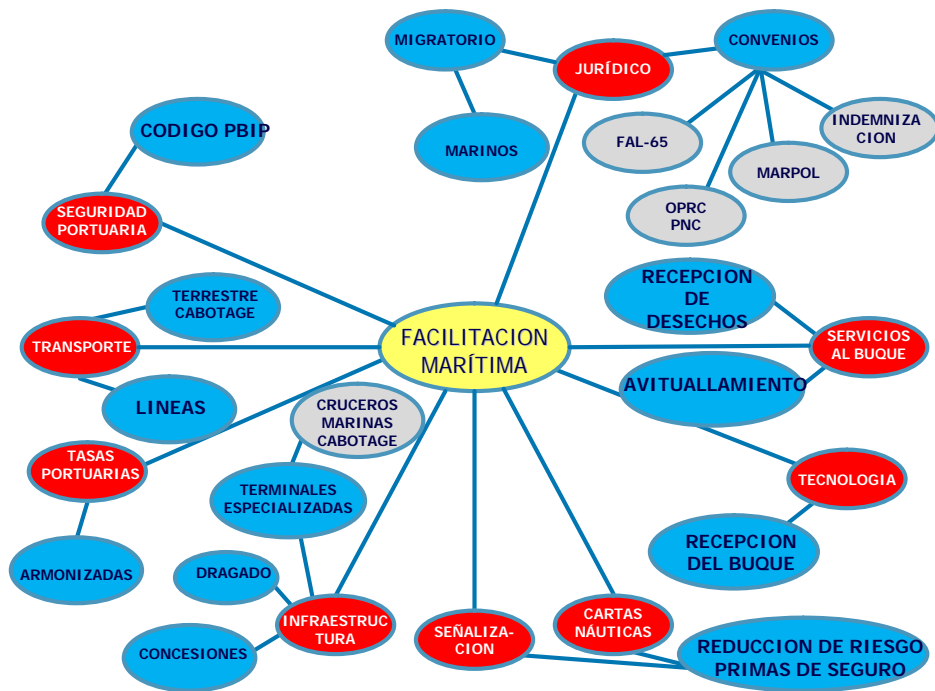 MIGRATORIO
JURÍDICO
CONVENIOS
MARINOS
FAL-65
OPRC
PNC
MARPOL
INDEMNIZA
CION
CODIGO PBIP
SEGURIDAD
PORTUARIA
TERRESTRE
CABOTAGE
TRANSPORTE
LINEAS
FACILITACION
MARÍTIMA
RECEPCION
DE
DESECHOS
SERVICIOS
AL BUQUE
AVITUALLAMIENTO
TECNOLOGIA
RECEPCION
DEL BUQUE
TASAS
PORTUARIAS
ARMONIZADAS
CRUCEROS
MARINAS
CABOTAGE
TERMINALES
ESPECIALIZADAS
DRAGADO
INFRAESTRUC
TURA
CONCESIONES
SEÑALIZA-
CION
CARTAS
NÁUTICAS
REDUCCION DE RIESGO
PRIMAS DE SEGURO